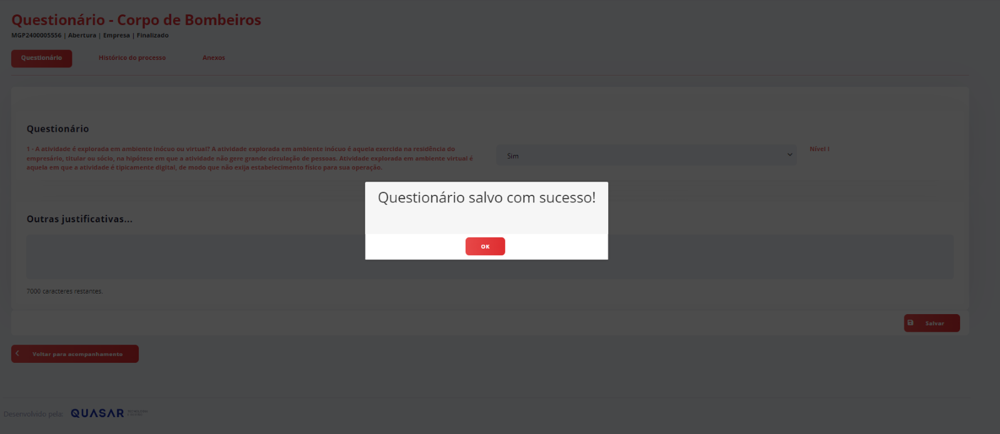 Questionário - Corpo de Bombeiros
MGP2400005556 | Abertura | Empresa | Finalizado
Questionário
Histórico do processo
Anexos
Questionário
1 - A atividade é explorada em ambiente inócuo ou virtual? A atividade explorada em ambiente inócuo é aquela exercida na residência do
empresário, titular ou sócio, na hipótese em que a atividade não gere grande circulação de pessoas. Atividade explorada em ambiente virtual é
aquela em que a atividade é tipicamente digital, de modo que não exija estabelecimento físico para sua operação.
Sim
Nível I
Questionário salvo com sucesso!
OK
Outras justificativas...
7000 caracteres restantes.
Salvar
Voltar para acompanhamento
Desenvolvido pela:
QUASAR